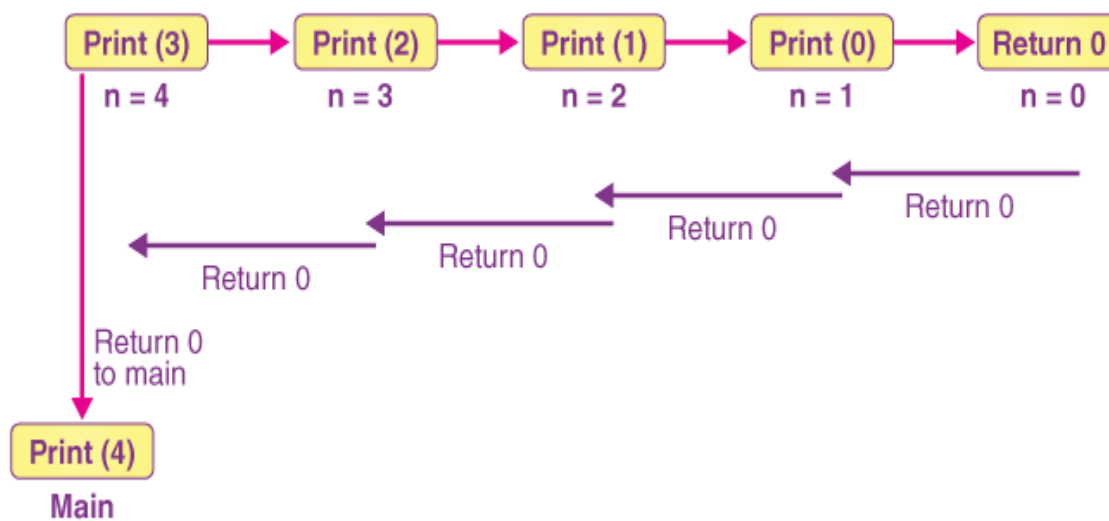 Print (3) Print (2) Print (1) Print (0) Return 0
n = 4 n = 3 n = 2 n = 1 n = 0
Return 0
Return 0
Return 0
Return 0
Return 0
to main
Print (4)
Main